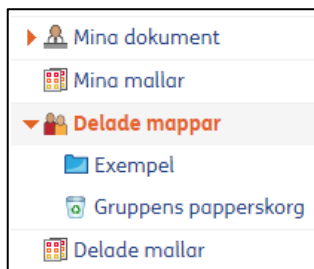 Mina dokument
Mina mallar
Delade mappar
Exempel
Gruppens papperskorg
Delade mallar